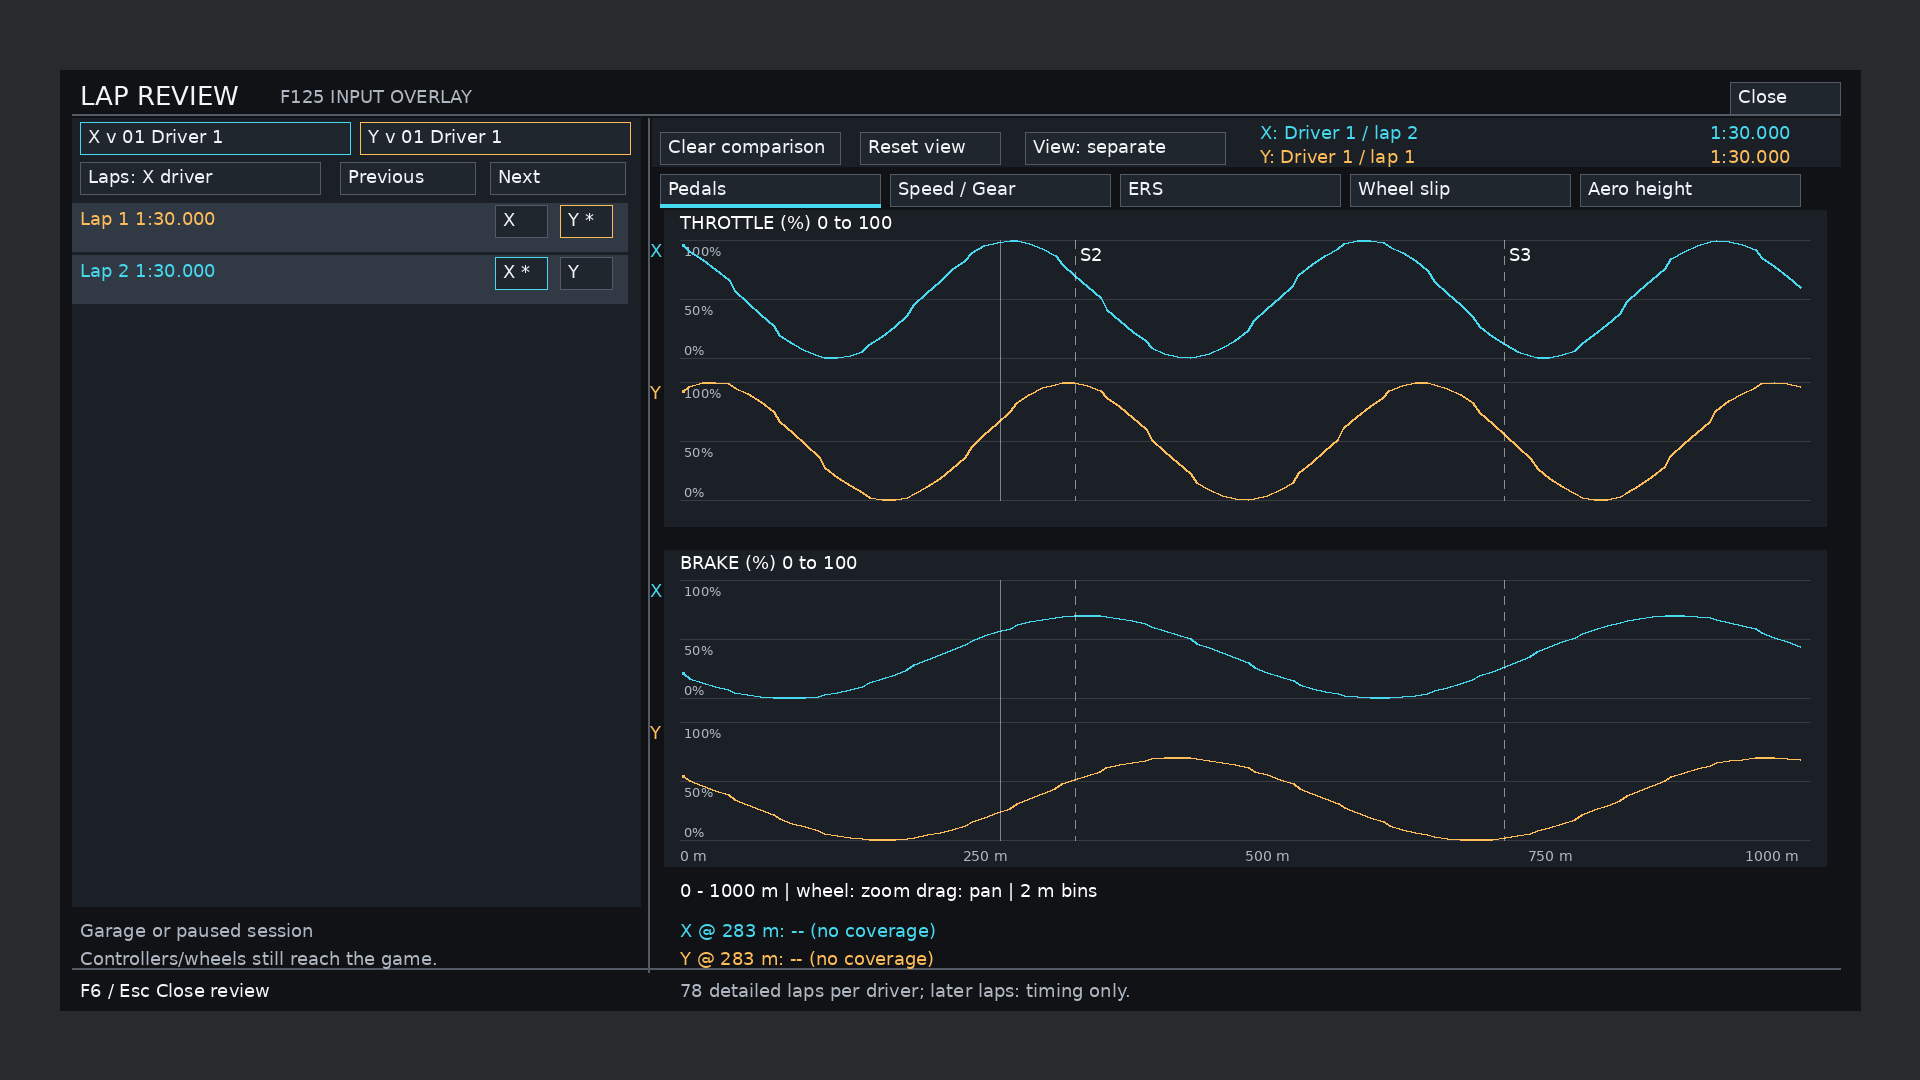 LAP REVIEW F125 INPUT OVERLAY Close
X v 01 Driver 1 Y v 01 Driver 1
Laps: X driver Previous Next
Lap 1 1:30.000 X Y *
Lap 2 1:30.000 X * Y
Clear comparison Reset view View: separate
X: Driver 1 / lap 2 1:30.000
Y: Driver 1 / lap 1 1:30.000
Pedals Speed / Gear ERS Wheel slip Aero height
THROTTLE (%) 0 to 100
X 100% S2 S3
50%
0%
Y 100%
50%
0%
BRAKE (%) 0 to 100
X 100%
50%
0%
Y 100%
50%
0%
0 m 250 m 500 m 750 m 1000 m
0 - 1000 m | wheel: zoom drag: pan | 2 m bins
X @ 283 m: -- (no coverage)
Y @ 283 m: -- (no coverage)
Garage or paused session
Controllers/wheels still reach the game.
F6 / Esc Close review
78 detailed laps per driver; later laps: timing only.